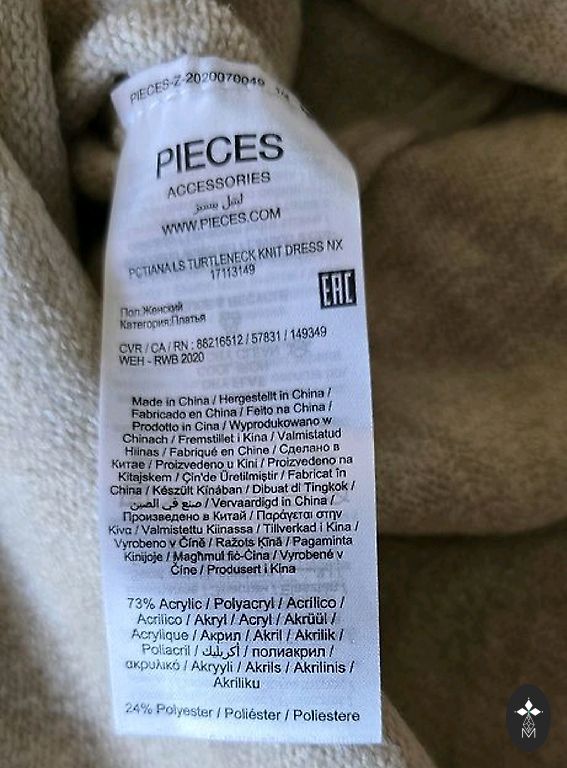 PIECES-Z-2020070049
PIECES
ACCESSORIES
WWW.PIECES.COM
PCTIANA LS TURTLENECK KNIT DRESS NX
17113149
EAC
Пол:Женский
Категория:Платья
CVR / CA / RN : 88216512 / 57831 / 149349
WEH - RWB 2020
Made in China / Hergestellt in China /
Fabricado en China / Feito na China /
Prodotto in Cina / Wyprodukowano w
Chinach / Fremstillet i Kina / Valmistatud
Hiinas / Fabriqué en Chine / Сделано в
Китае / Proizvedeno u Kini / Proizvedeno na
Kitajskem / Çin'de Üretilmiştir / Fabricat în
China / Készült Kínában / Dibuat di Tingkok /
صنع في الصين / Vervaardigd in China /
Произведено в Китай / Παράγεται στην
Κίνα / Valmistettu Kiinassa / Tillverkad i Kina /
Vyrobeno v Číně / Ražots Ķīnā / Pagaminta
Kinijoje / Magħmul fiċ-Ċina / Vyrobené v
Číne / Produsert i Kina
73% Acrylic / Polyacryl / Acrílico /
Acrilico / Akryl / Acryl / Akrüül /
Acrylique / Акрил / Akril / Akrilik /
Poliacril / أكريليك / полиакрил /
ακρυλικό / Akryyli / Akrils / Akrilinis /
Akriliku
24% Polyester / Poliéster / Poliestere
M